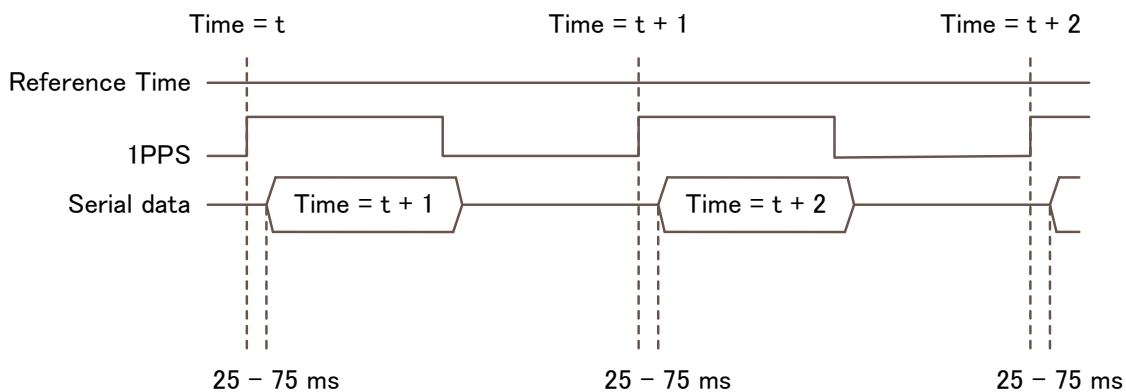 Time = t
Time = t + 1
Time = t + 2
Reference Time
1PPS
Serial data
Time = t + 1
Time = t + 2
25 − 75 ms
25 − 75 ms
25 − 75 ms